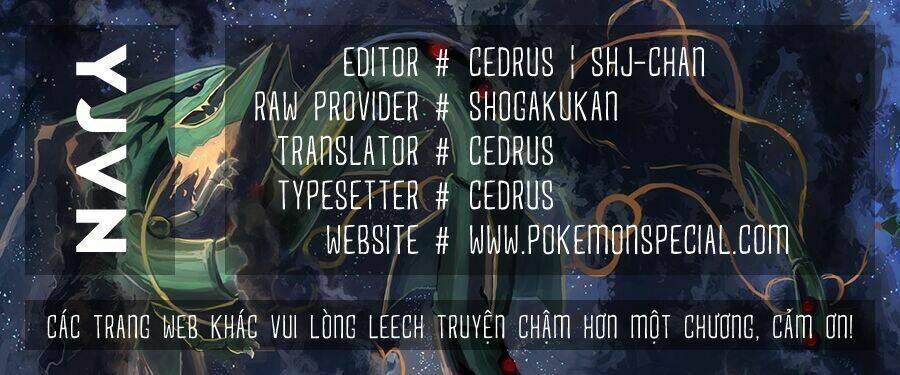 YJVN
EDITOR # CEDRUS | SHJ-CHAN
RAW PROVIDER # SHOGAKUKAN
TRANSLATOR # CEDRUS
TYPESETTER # CEDRUS
WEBSITE # WWW.POKEMONSPECIAL.COM
CÁC TRANG WEB KHÁC VUI LÒNG LEECH TRUYỆN CHẬM HƠN MỘT CHƯƠNG, CẢM ƠN!